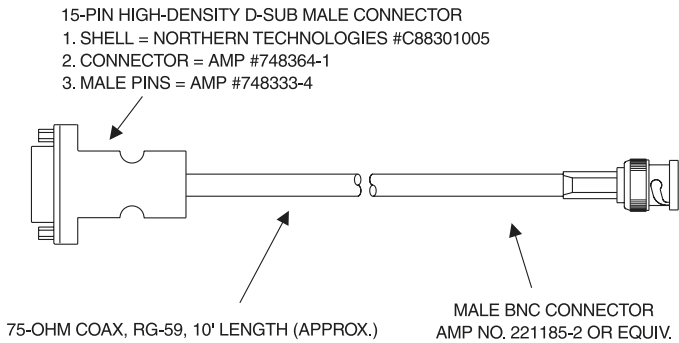 15-PIN HIGH-DENSITY D-SUB MALE CONNECTOR
1. SHELL = NORTHERN TECHNOLOGIES #C88301005
2. CONNECTOR = AMP #748364-1
3. MALE PINS = AMP #748333-4
75-OHM COAX, RG-59, 10' LENGTH (APPROX.)
MALE BNC CONNECTOR
AMP NO. 221185-2 OR EQUIV.